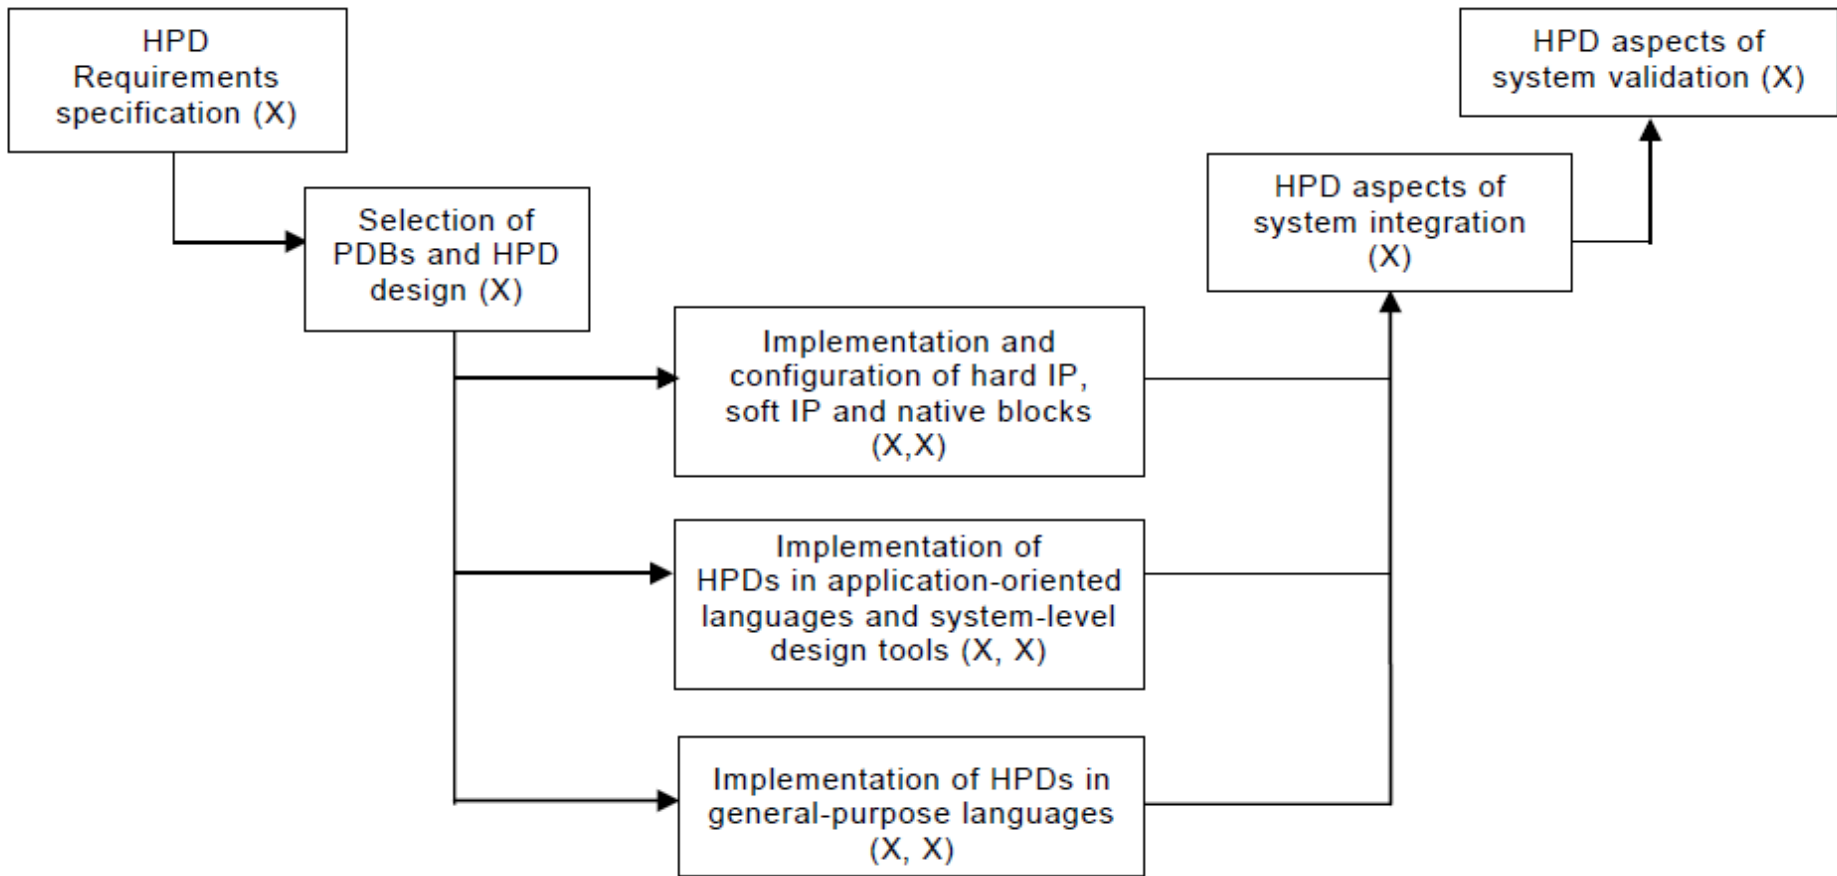 HPD
Requirements
specification (X)
Selection of
PDBs and HPD
design (X)
Implementation and
configuration of hard IP,
soft IP and native blocks
(X,X)
Implementation of
HPDs in application-oriented
languages and system-level
design tools (X, X)
Implementation of HPDs in
general-purpose languages
(X, X)
HPD aspects of
system integration
(X)
HPD aspects of
system validation (X)